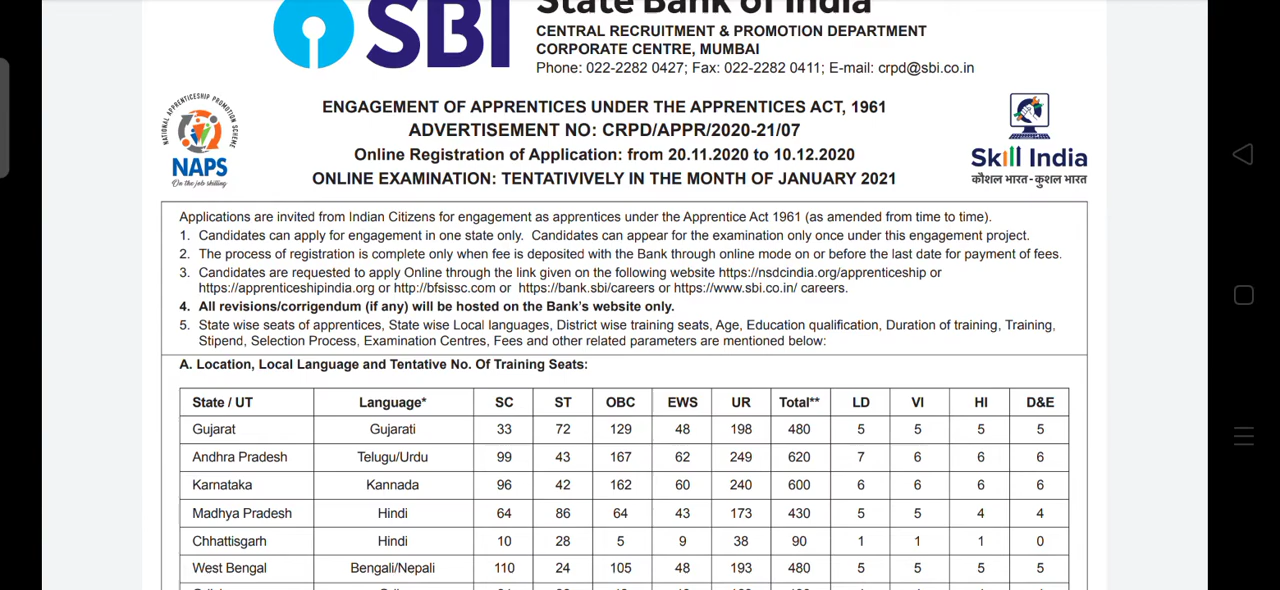 SBI
State Bank of India
CENTRAL RECRUITMENT & PROMOTION DEPARTMENT
CORPORATE CENTRE, MUMBAI
Phone: 022-2282 0427; Fax: 022-2282 0411; E-mail: crpd@sbi.co.in
NATIONAL APPRENTICESHIP PROMOTION SCHEME
NAPS
On the job skilling
ENGAGEMENT OF APPRENTICES UNDER THE APPRENTICES ACT, 1961
ADVERTISEMENT NO: CRPD/APPR/2020-21/07
Online Registration of Application: from 20.11.2020 to 10.12.2020
ONLINE EXAMINATION: TENTATIVIVELY IN THE MONTH OF JANUARY 2021
Skill India
कौशल भारत - कुशल भारत
Applications are invited from Indian Citizens for engagement as apprentices under the Apprentice Act 1961 (as amended from time to time).
1. Candidates can apply for engagement in one state only. Candidates can appear for the examination only once under this engagement project.
2. The process of registration is complete only when fee is deposited with the Bank through online mode on or before the last date for payment of fees.
3. Candidates are requested to apply Online through the link given on the following website https://nsdcindia.org/apprenticeship or
https://apprenticeshipindia.org or http://bfsissc.com or https://bank.sbi/careers or https://www.sbi.co.in/ careers.
4. All revisions/corrigendum (if any) will be hosted on the Bank's website only.
5. State wise seats of apprentices, State wise Local languages, District wise training seats, Age, Education qualification, Duration of training, Training,
Stipend, Selection Process, Examination Centres, Fees and other related parameters are mentioned below:
A. Location, Local Language and Tentative No. Of Training Seats:
State / UT Language* SC ST OBC EWS UR Total** LD VI HI D&E
Gujarat Gujarati 33 72 129 48 198 480 5 5 5 5
Andhra Pradesh Telugu/Urdu 99 43 167 62 249 620 7 6 6 6
Karnataka Kannada 96 42 162 60 240 600 6 6 6 6
Madhya Pradesh Hindi 64 86 64 43 173 430 5 5 4 4
Chhattisgarh Hindi 10 28 5 9 38 90 1 1 1 0
West Bengal Bengali/Nepali 110 24 105 48 193 480 5 5 5 5